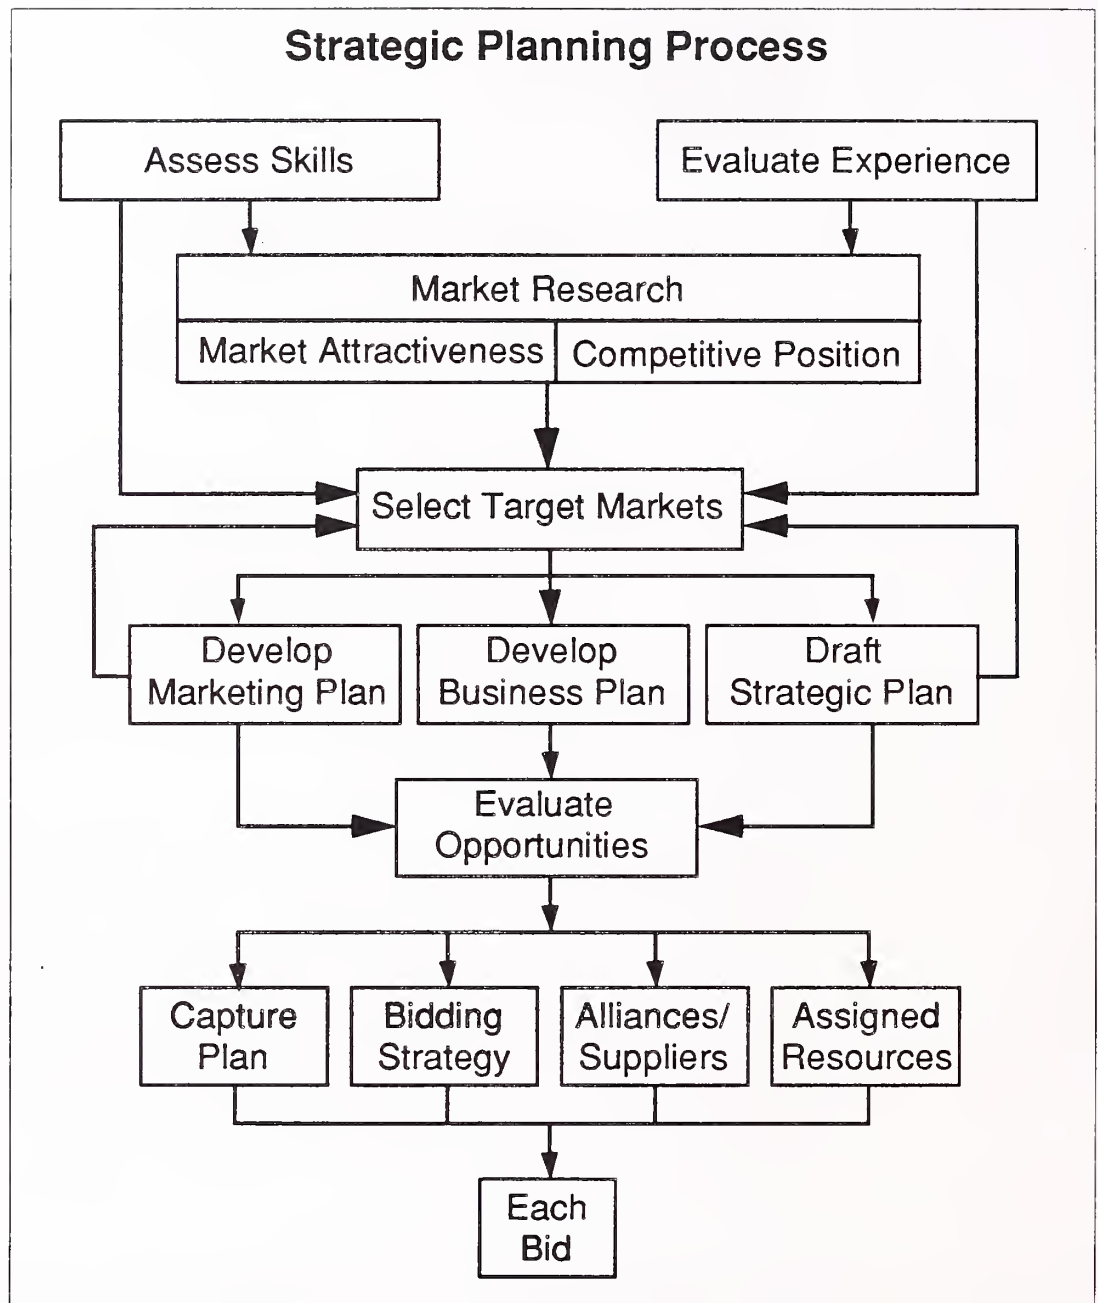 Strategic Planning Process
Assess Skills
Evaluate Experience
Market Research
Market Attractiveness
Competitive Position
Select Target Markets
Develop
Marketing Plan
Develop
Business Plan
Draft
Strategic Plan
Evaluate
Opportunities
Capture
Plan
Bidding
Strategy
Alliances/
Suppliers
Assigned
Resources
Each
Bid